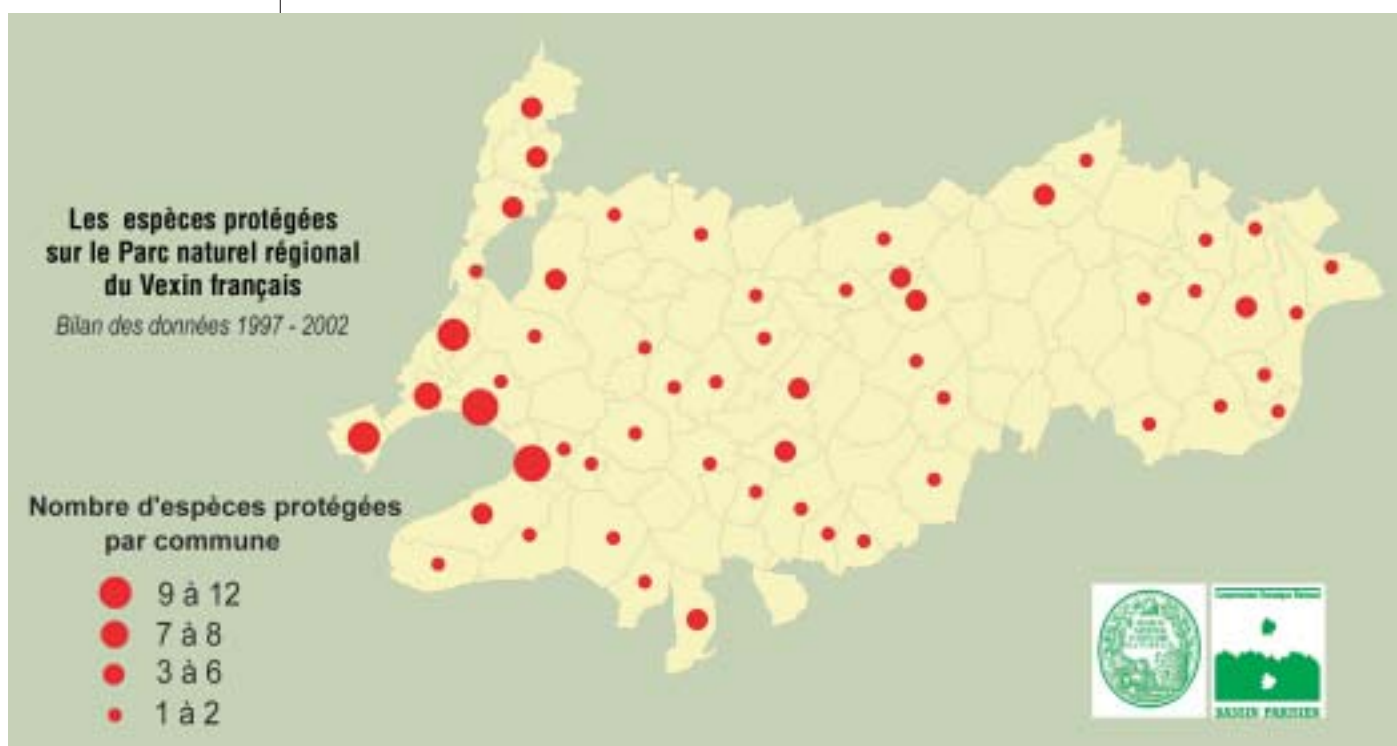 Les espèces protégées
sur le Parc naturel régional
du Vexin français
Bilan des données 1997 - 2002
Nombre d'espèces protégées
par commune
9 à 12
7 à 8
3 à 6
1 à 2
BASSIN PARISIEN